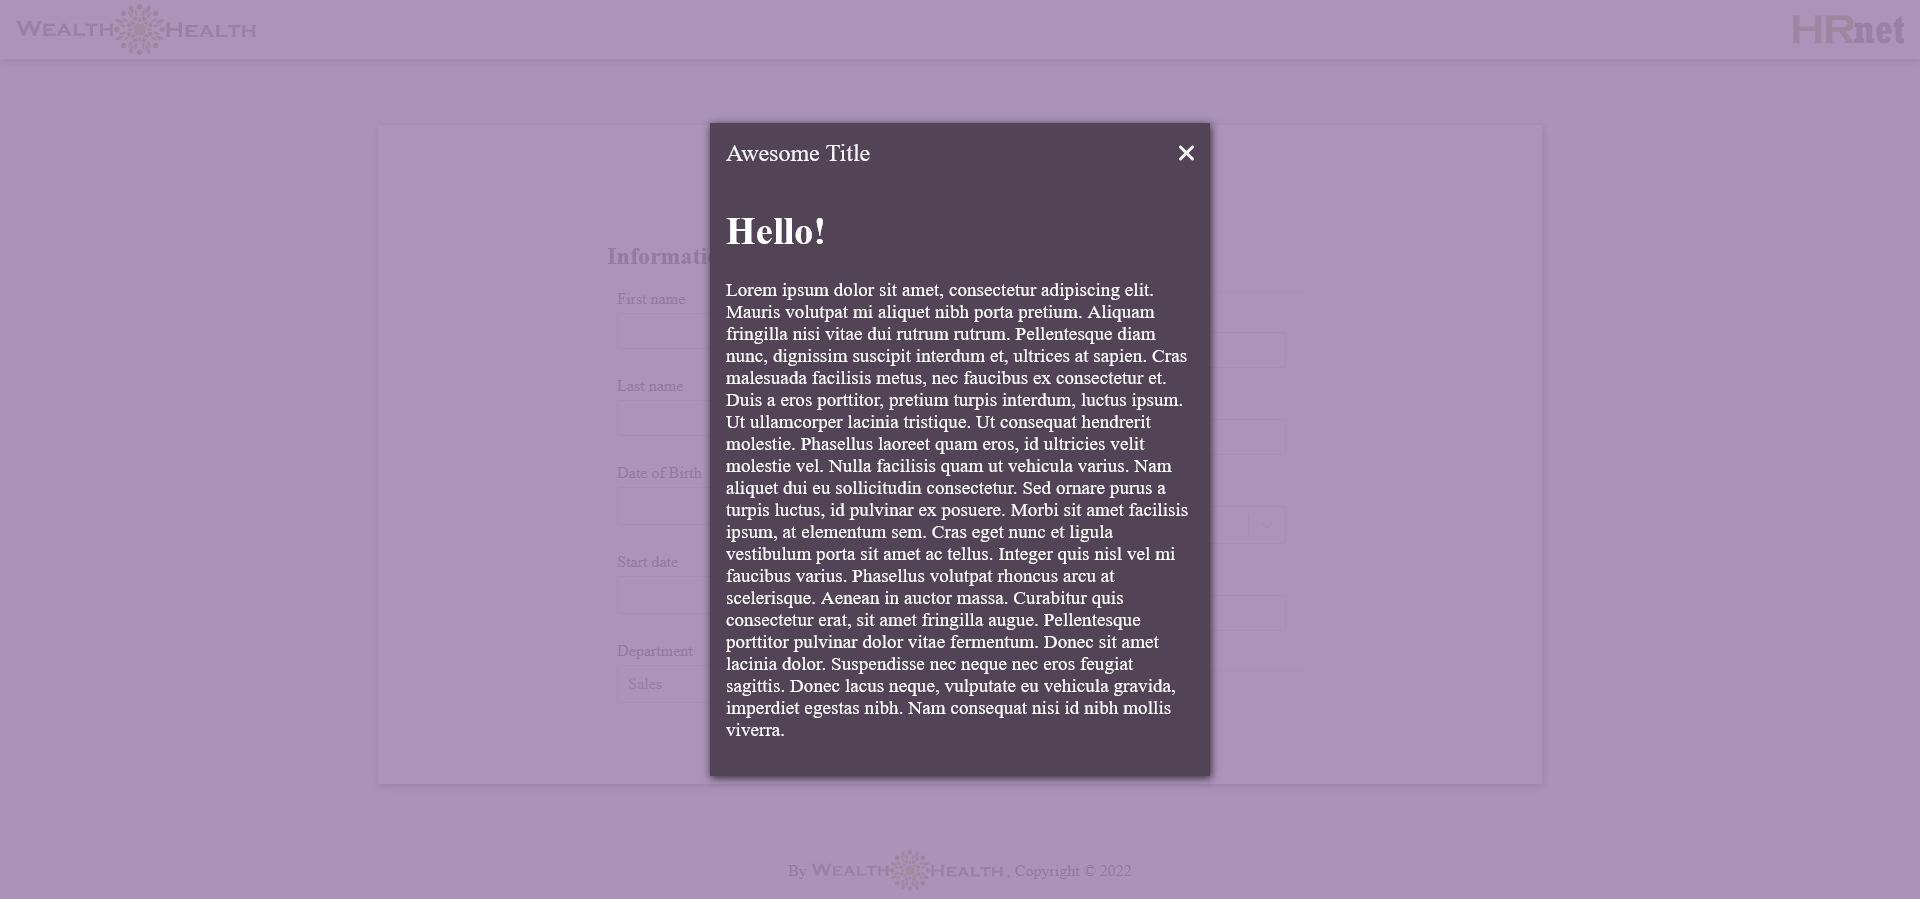 WEALTH HEALTH
HRnet
Awesome Title
Hello!
Lorem ipsum dolor sit amet, consectetur adipiscing elit.
Mauris volutpat mi aliquet nibh porta pretium. Aliquam
fringilla nisi vitae dui rutrum rutrum. Pellentesque diam
nunc, dignissim suscipit interdum et, ultrices at sapien. Cras
malesuada facilisis metus, nec faucibus ex consectetur et.
Duis a eros porttitor, pretium turpis interdum, luctus ipsum.
Ut ullamcorper lacinia tristique. Ut consequat hendrerit
molestie. Phasellus laoreet quam eros, id ultricies velit
molestie vel. Nulla facilisis quam ut vehicula varius. Nam
aliquet dui eu sollicitudin consectetur. Sed ornare purus a
turpis luctus, id pulvinar ex posuere. Morbi sit amet facilisis
ipsum, at elementum sem. Cras eget nunc et ligula
vestibulum porta sit amet ac tellus. Integer quis nisl vel mi
faucibus varius. Phasellus volutpat rhoncus arcu at
scelerisque. Aenean in auctor massa. Curabitur quis
consectetur erat, sit amet fringilla augue. Pellentesque
porttitor pulvinar dolor vitae fermentum. Donec sit amet
lacinia dolor. Suspendisse nec neque nec eros feugiat
sagittis. Donec lacus neque, vulputate eu vehicula gravida,
imperdiet egestas nibh. Nam consequat nisi id nibh mollis
viverra.
First name
Last name
Date of Birth
Start date
Department
Sales
By WEALTH HEALTH , Copyright © 2022